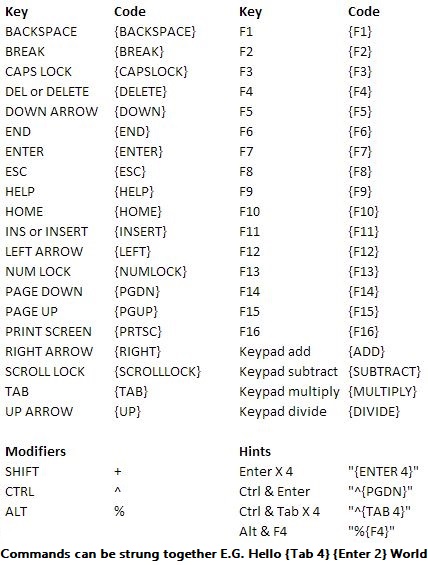 Key Code Key Code
BACKSPACE {BACKSPACE} F1 {F1}
BREAK {BREAK} F2 {F2}
CAPS LOCK {CAPSLOCK} F3 {F3}
DEL or DELETE {DELETE} F4 {F4}
DOWN ARROW {DOWN} F5 {F5}
END {END} F6 {F6}
ENTER {ENTER} F7 {F7}
ESC {ESC} F8 {F8}
HELP {HELP} F9 {F9}
HOME {HOME} F10 {F10}
INS or INSERT {INSERT} F11 {F11}
LEFT ARROW {LEFT} F12 {F12}
NUM LOCK {NUMLOCK} F13 {F13}
PAGE DOWN {PGDN} F14 {F14}
PAGE UP {PGUP} F15 {F15}
PRINT SCREEN {PRTSC} F16 {F16}
RIGHT ARROW {RIGHT} Keypad add {ADD}
SCROLL LOCK {SCROLLLOCK} Keypad subtract {SUBTRACT}
TAB {TAB} Keypad multiply {MULTIPLY}
UP ARROW {UP} Keypad divide {DIVIDE}
Modifiers Hints
SHIFT + Enter X 4 "{ENTER 4}"
CTRL ^ Ctrl & Enter "^{PGDN}"
ALT % Ctrl & Tab X 4 "^{TAB 4}"
Alt & F4 "%{F4}"
Commands can be strung together E.G. Hello {Tab 4} {Enter 2} World